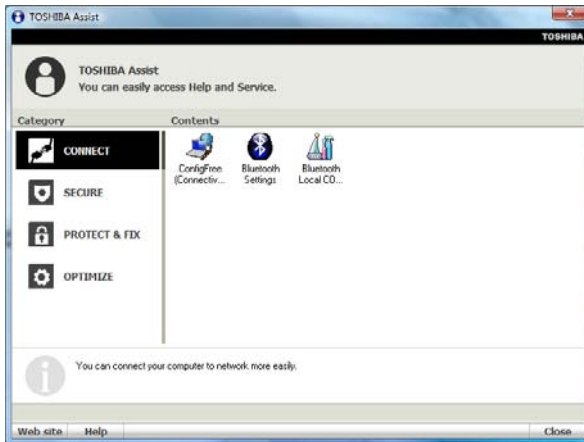 TOSHIBA Assist
TOSHIBA
TOSHIBA Assist
You can easily access Help and Service.
Category
Contents
CONNECT
ConfigFree
(Connectiv...
Bluetooth
Settings
Bluetooth
Local CO...
SECURE
PROTECT & FIX
OPTIMIZE
You can connect your computer to network more easily.
Web site
Help
Close